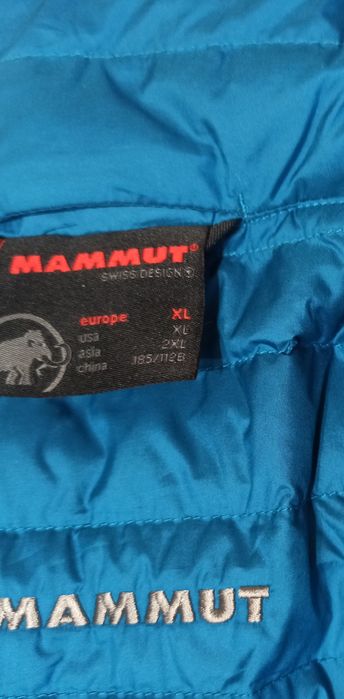 MAMMUT®
SWISS DESIGN
europe XL
usa XL
asia 2XL
china 185/112B
MAMMUT